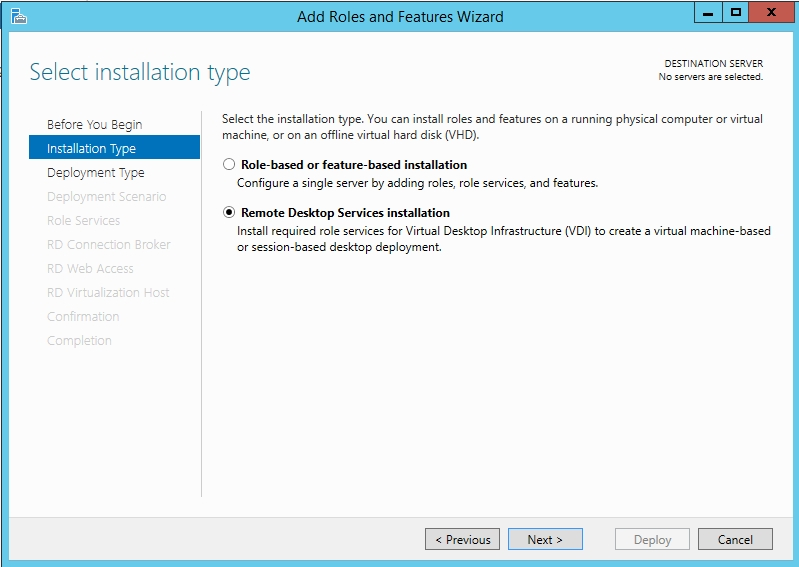 Add Roles and Features Wizard
Select installation type
DESTINATION SERVER
No servers are selected.
Before You Begin
Installation Type
Deployment Type
Deployment Scenario
Role Services
RD Connection Broker
RD Web Access
RD Virtualization Host
Confirmation
Completion
Select the installation type. You can install roles and features on a running physical computer or virtual
machine, or on an offline virtual hard disk (VHD).
Role-based or feature-based installation
Configure a single server by adding roles, role services, and features.
Remote Desktop Services installation
Install required role services for Virtual Desktop Infrastructure (VDI) to create a virtual machine-based
or session-based desktop deployment.
< Previous
Next >
Deploy
Cancel